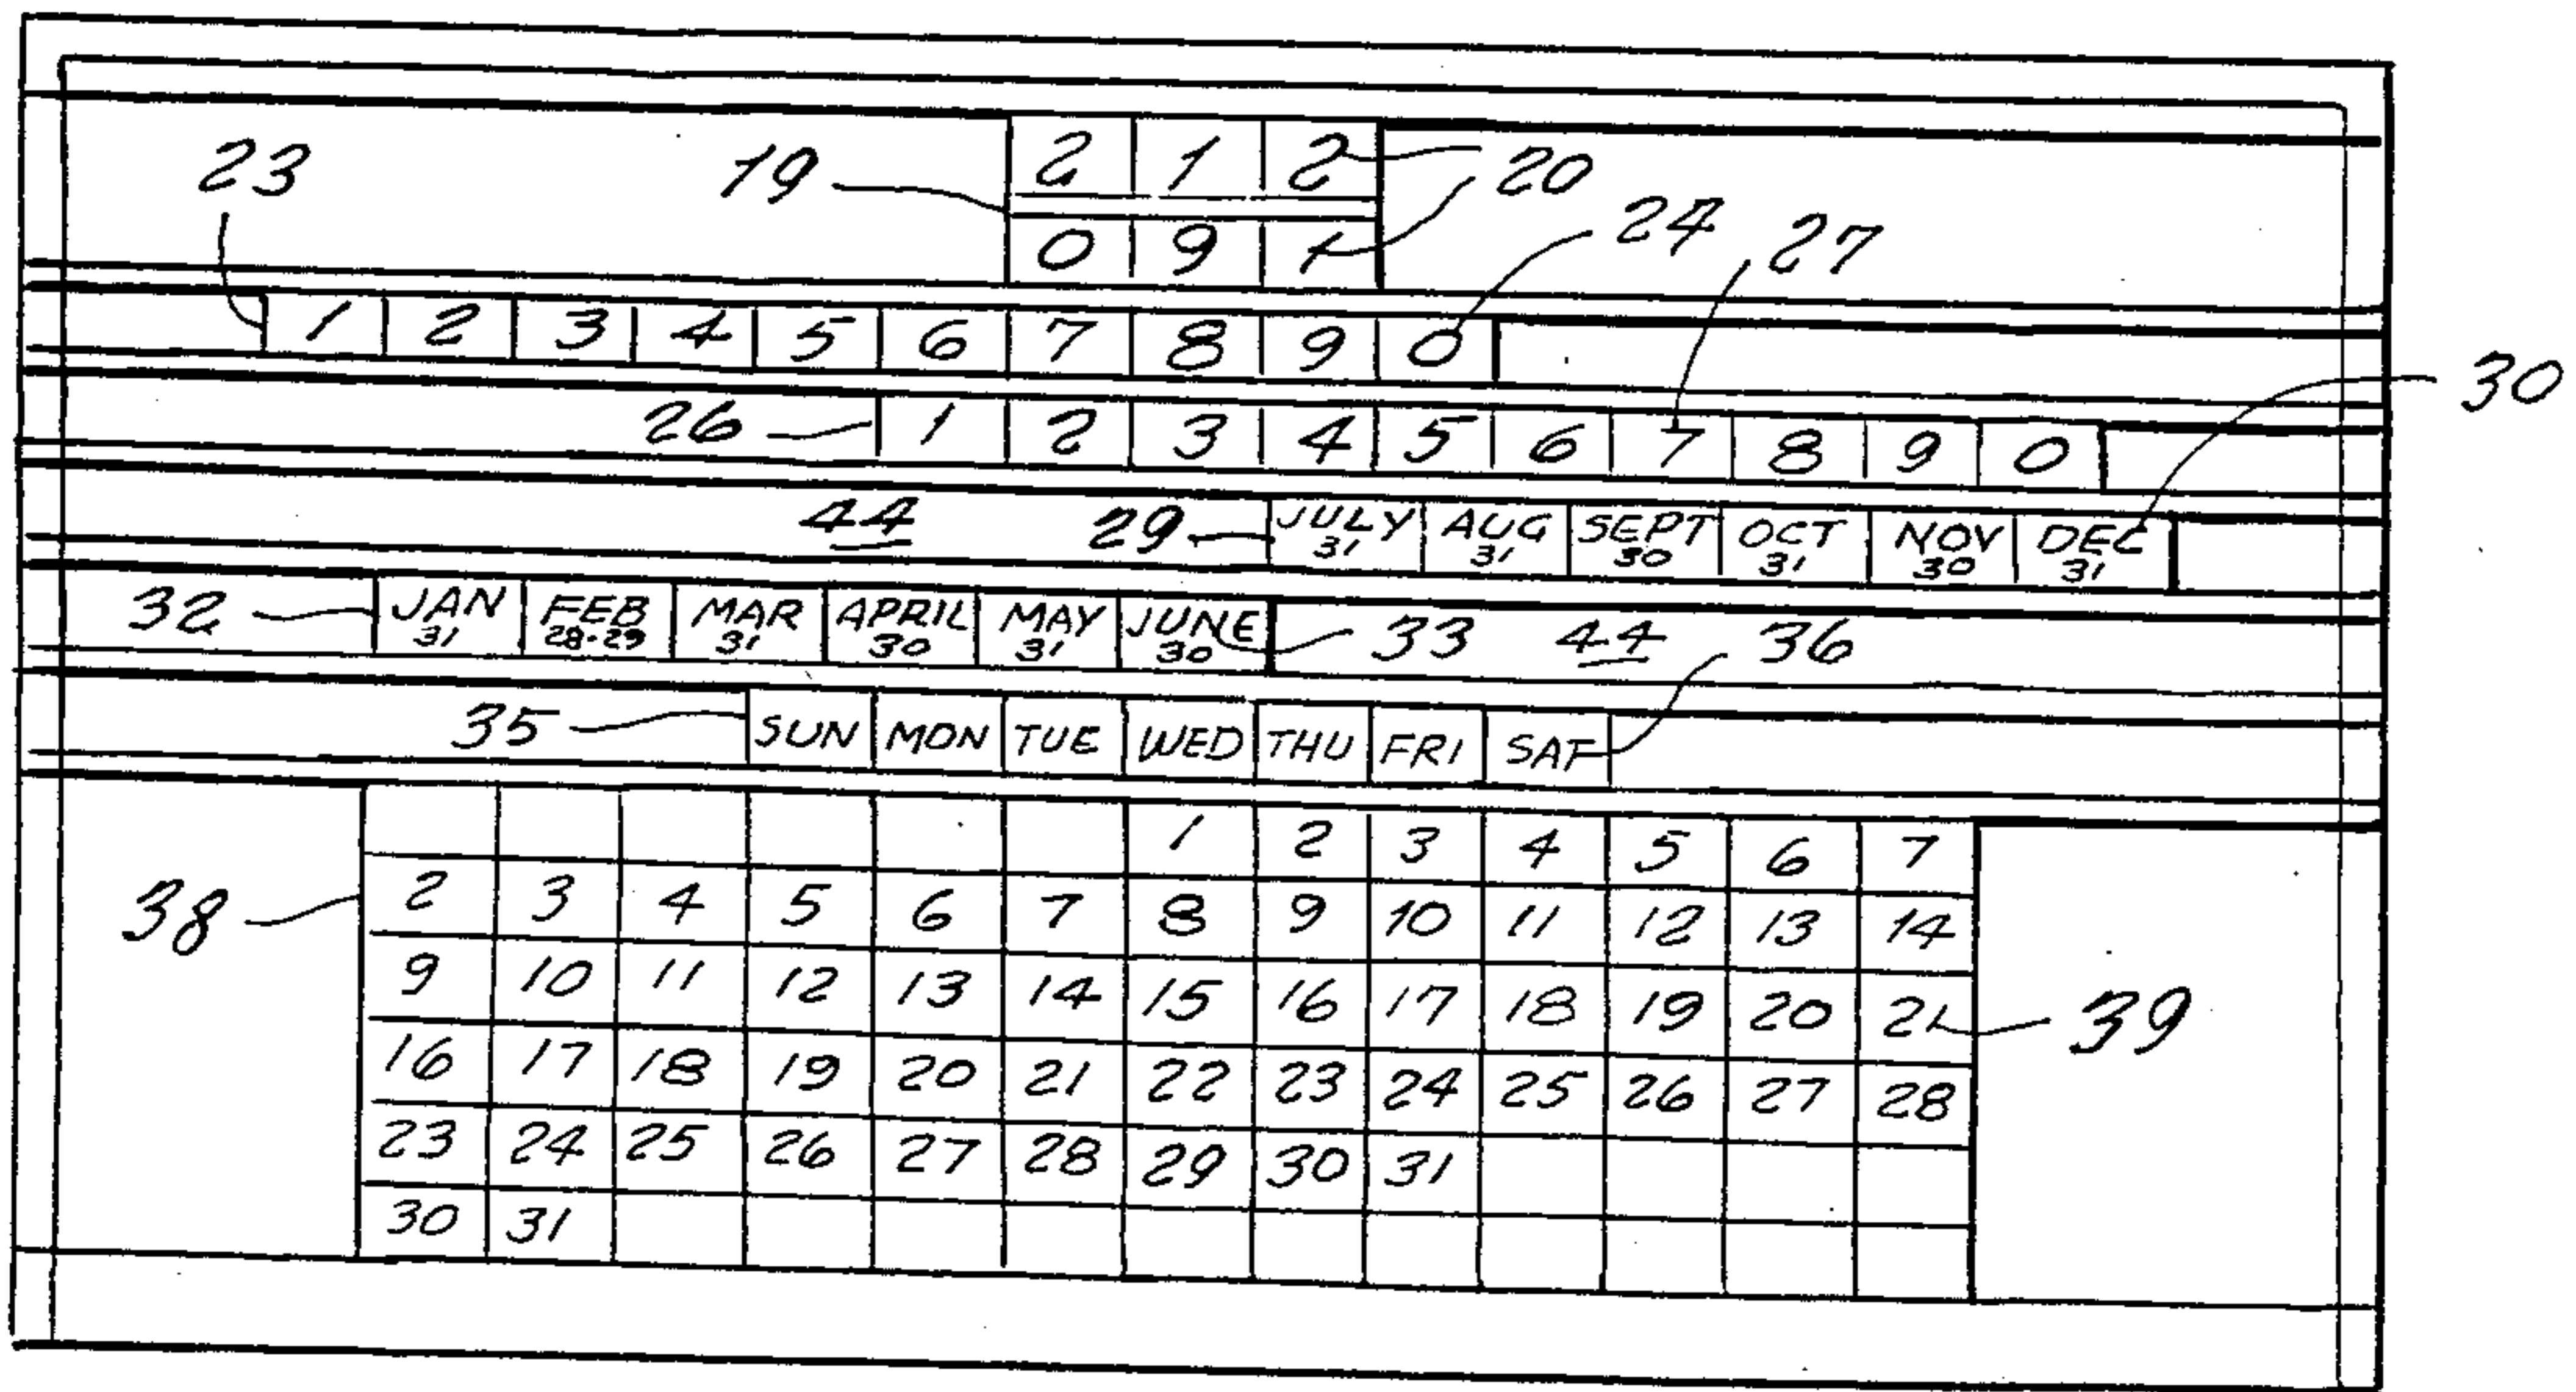 2 1 2
23 19 20
0 9 1 24 27
1 2 3 4 5 6 7 8 9 0
30
26 1 2 3 4 5 6 7 8 9 0
44 29 JULY AUG SEPT OCT NOV DEC
31 31 30 31 30 31
32 JAN FEB MAR APRIL MAY JUNE 33 44 36
31 28-29 31 30 31 30
35 SUN MON TUE WED THU FRI SAT
1 2 3 4 5 6 7
38 2 3 4 5 6 7 8 9 10 11 12 13 14
9 10 11 12 13 14 15 16 17 18 19 20 21 39
16 17 18 19 20 21 22 23 24 25 26 27 28
23 24 25 26 27 28 29 30 31
30 31